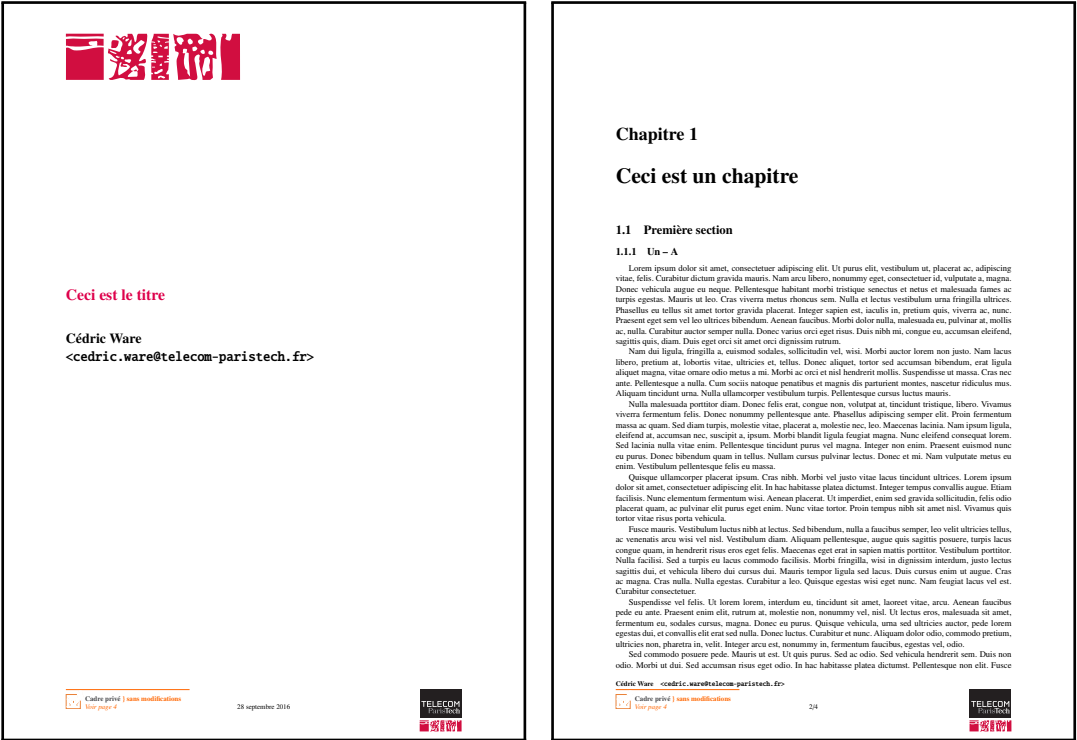 Ceci est le titre
Cédric Ware
<cedric.ware@telecom-paristech.fr>
Cadre privé ] sans modifications
Voir page 4
28 septembre 2016
TELECOM
ParisTech
Chapitre 1
Ceci est un chapitre
1.1 Première section
1.1.1 Un – A
Lorem ipsum dolor sit amet, consectetuer adipiscing elit. Ut purus elit, vestibulum ut, placerat ac, adipiscing
vitae, felis. Curabitur dictum gravida mauris. Nam arcu libero, nonummy eget, consectetuer id, vulputate a, magna.
Donec vehicula augue eu neque. Pellentesque habitant morbi tristique senectus et netus et malesuada fames ac
turpis egestas. Mauris ut leo. Cras viverra metus rhoncus sem. Nulla et lectus vestibulum urna fringilla ultrices.
Phasellus eu tellus sit amet tortor gravida placerat. Integer sapien est, iaculis in, pretium quis, viverra ac, nunc.
Praesent eget sem vel leo ultrices bibendum. Aenean faucibus. Morbi dolor nulla, malesuada eu, pulvinar at, mollis
ac, nulla. Curabitur auctor semper nulla. Donec varius orci eget risus. Duis nibh mi, congue eu, accumsan eleifend,
sagittis quis, diam. Duis eget orci sit amet orci dignissim rutrum.
Nam dui ligula, fringilla a, euismod sodales, sollicitudin vel, wisi. Morbi auctor lorem non justo. Nam lacus
libero, pretium at, lobortis vitae, ultricies et, tellus. Donec aliquet, tortor sed accumsan bibendum, erat ligula
aliquet magna, vitae ornare odio metus a mi. Morbi ac orci et nisl hendrerit mollis. Suspendisse ut massa. Cras nec
ante. Pellentesque a nulla. Cum sociis natoque penatibus et magnis dis parturient montes, nascetur ridiculus mus.
Aliquam tincidunt urna. Nulla ullamcorper vestibulum turpis. Pellentesque cursus luctus mauris.
Nulla malesuada porttitor diam. Donec felis erat, congue non, volutpat at, tincidunt tristique, libero. Vivamus
viverra fermentum felis. Donec nonummy pellentesque ante. Phasellus adipiscing semper elit. Proin fermentum
massa ac quam. Sed diam turpis, molestie vitae, placerat a, molestie nec, leo. Maecenas lacinia. Nam ipsum ligula,
eleifend at, accumsan nec, suscipit a, ipsum. Morbi blandit ligula feugiat magna. Nunc eleifend consequat lorem.
Sed lacinia nulla vitae enim. Pellentesque tincidunt purus vel magna. Integer non enim. Praesent euismod nunc
eu purus. Donec bibendum quam in tellus. Nullam cursus pulvinar lectus. Donec et mi. Nam vulputate metus eu
enim. Vestibulum pellentesque felis eu massa.
Quisque ullamcorper placerat ipsum. Cras nibh. Morbi vel justo vitae lacus tincidunt ultrices. Lorem ipsum
dolor sit amet, consectetuer adipiscing elit. In hac habitasse platea dictumst. Integer tempus convallis augue. Etiam
facilisis. Nunc elementum fermentum wisi. Aenean placerat. Ut imperdiet, enim sed gravida sollicitudin, felis odio
placerat quam, ac pulvinar elit purus eget enim. Nunc vitae tortor. Proin tempus nibh sit amet nisl. Vivamus quis
tortor vitae risus porta vehicula.
Fusce mauris. Vestibulum luctus nibh at lectus. Sed bibendum, nulla a faucibus semper, leo velit ultricies tellus,
ac venenatis arcu wisi vel nisl. Vestibulum diam. Aliquam pellentesque, augue quis sagittis posuere, turpis lacus
congue quam, in hendrerit risus eros eget felis. Maecenas eget erat in sapien mattis porttitor. Vestibulum porttitor.
Nulla facilisi. Sed a turpis eu lacus commodo facilisis. Morbi fringilla, wisi in dignissim interdum, justo lectus
sagittis dui, et vehicula libero dui cursus dui. Mauris tempor ligula sed lacus. Duis cursus enim ut augue. Cras
ac magna. Cras nulla. Nulla egestas. Curabitur a leo. Quisque egestas wisi eget nunc. Nam feugiat lacus vel est.
Curabitur consectetuer.
Suspendisse vel felis. Ut lorem lorem, interdum eu, tincidunt sit amet, laoreet vitae, arcu. Aenean faucibus
pede eu ante. Praesent enim elit, rutrum at, molestie non, nonummy vel, nisl. Ut lectus eros, malesuada sit amet,
fermentum eu, sodales cursus, magna. Donec eu purus. Quisque vehicula, urna sed ultricies auctor, pede lorem
egestas dui, et convallis elit erat sed nulla. Donec luctus. Curabitur et nunc. Aliquam dolor odio, commodo pretium,
ultricies non, pharetra in, velit. Integer arcu est, nonummy in, fermentum faucibus, egestas vel, odio.
Sed commodo posuere pede. Mauris ut est. Ut quis purus. Sed ac odio. Sed vehicula hendrerit sem. Duis non
odio. Morbi ut dui. Sed accumsan risus eget odio. In hac habitasse platea dictumst. Pellentesque non elit. Fusce
Cédric Ware <cedric.ware@telecom-paristech.fr>
Cadre privé ] sans modifications
Voir page 4
2/4
TELECOM
ParisTech